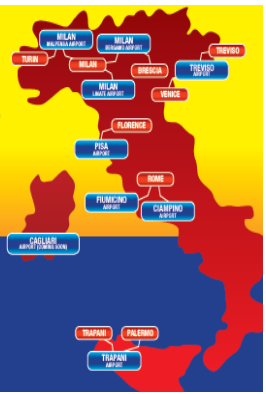 MILAN
MALPENSA AIRPORT
MILAN
BERGAMO AIRPORT
TREVISO
TURIN
MILAN
BRESCIA
TREVISO
AIRPORT
MILAN
LINATE AIRPORT
VENICE
FLORENCE
PISA
AIRPORT
ROME
FIUMICINO
AIRPORT
CIAMPINO
AIRPORT
CAGLIARI
AIRPORT (COMING SOON)
TRAPANI
PALERMO
TRAPANI
AIRPORT